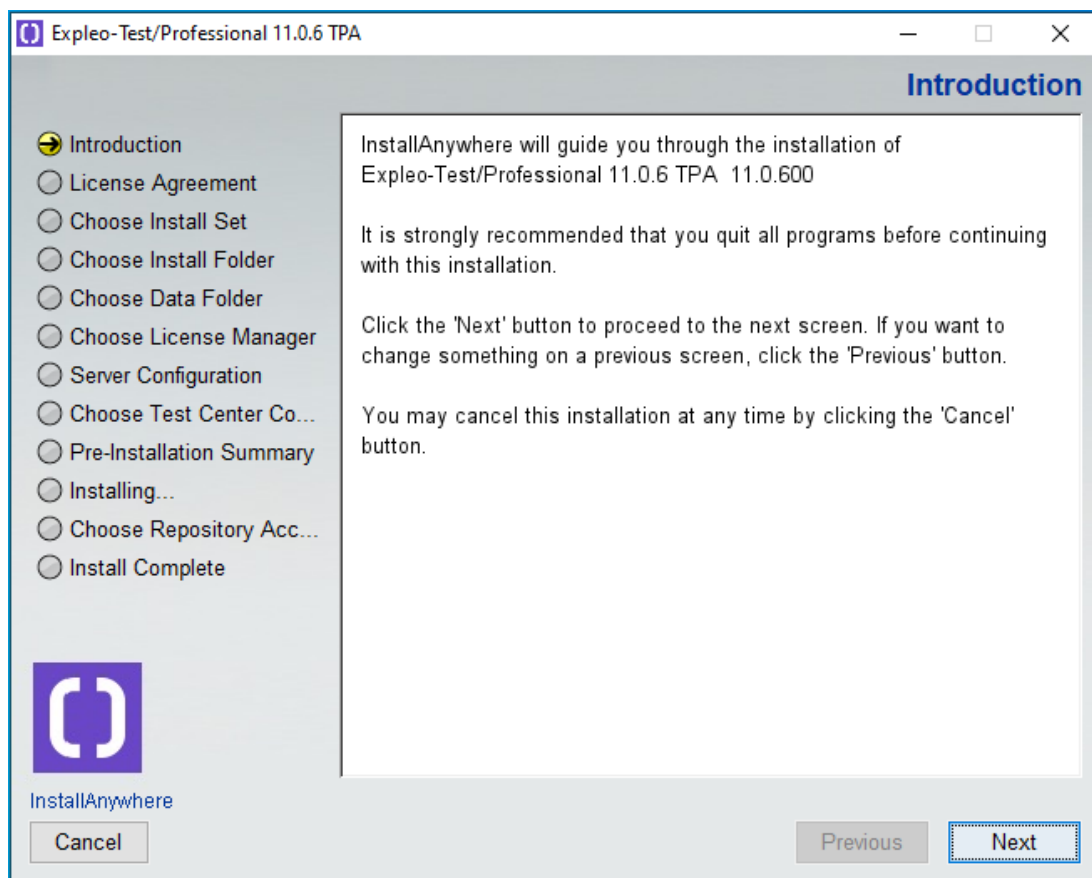 Expleo-Test/Professional 11.0.6 TPA
Introduction
Introduction
License Agreement
Choose Install Set
Choose Install Folder
Choose Data Folder
Choose License Manager
Server Configuration
Choose Test Center Co...
Pre-Installation Summary
Installing...
Choose Repository Acc...
Install Complete
InstallAnywhere will guide you through the installation of
Expleo-Test/Professional 11.0.6 TPA  11.0.600
It is strongly recommended that you quit all programs before continuing
with this installation.
Click the 'Next' button to proceed to the next screen. If you want to
change something on a previous screen, click the 'Previous' button.
You may cancel this installation at any time by clicking the 'Cancel'
button.
InstallAnywhere
Cancel
Previous
Next